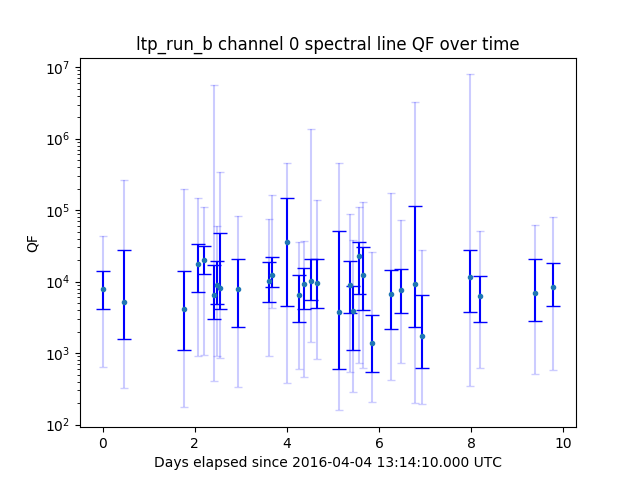 ltp_run_b channel 0 spectral line QF over time
10⁷
10⁶
10⁵
10⁴
10³
10²
QF
0 2 4 6 8 10
Days elapsed since 2016-04-04 13:14:10.000 UTC